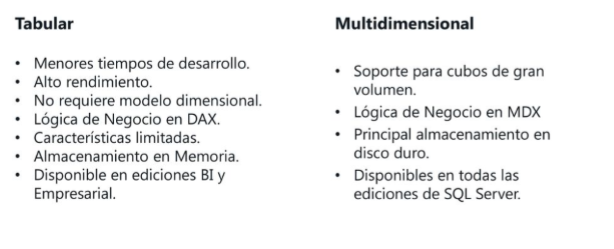 Tabular
• Menores tiempos de desarrollo.
• Alto rendimiento.
• No requiere modelo dimensional.
• Lógica de Negocio en DAX.
• Características limitadas.
• Almacenamiento en Memoria.
• Disponible en ediciones BI y
Empresarial.
Multidimensional
• Soporte para cubos de gran
volumen.
• Lógica de Negocio en MDX
• Principal almacenamiento en
disco duro.
• Disponibles en todas las
ediciones de SQL Server.